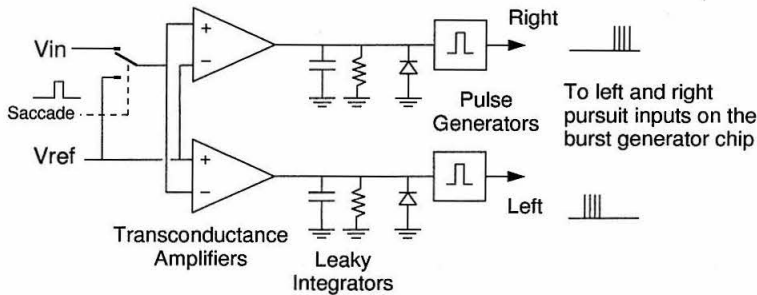 Right
Vin
+
−
Saccade
Pulse
Generators
To left and right
pursuit inputs on the
burst generator chip
Vref
+
−
Left
Transconductance
Amplifiers
Leaky
Integrators